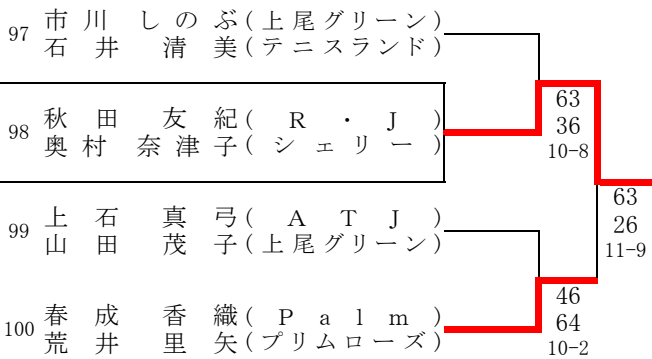 97 市川 しのぶ(上尾グリーン)
石井 清美(テニスランド)
98 秋田 友紀( R・J )
奥村 奈津子(シェリー)
63
36
10-8
63
26
11-9
99 上石 真弓( ATJ )
山田 茂子(上尾グリーン)
100 春成 香織( Palm )
荒井 里矢(プリムローズ)
46
64
10-2